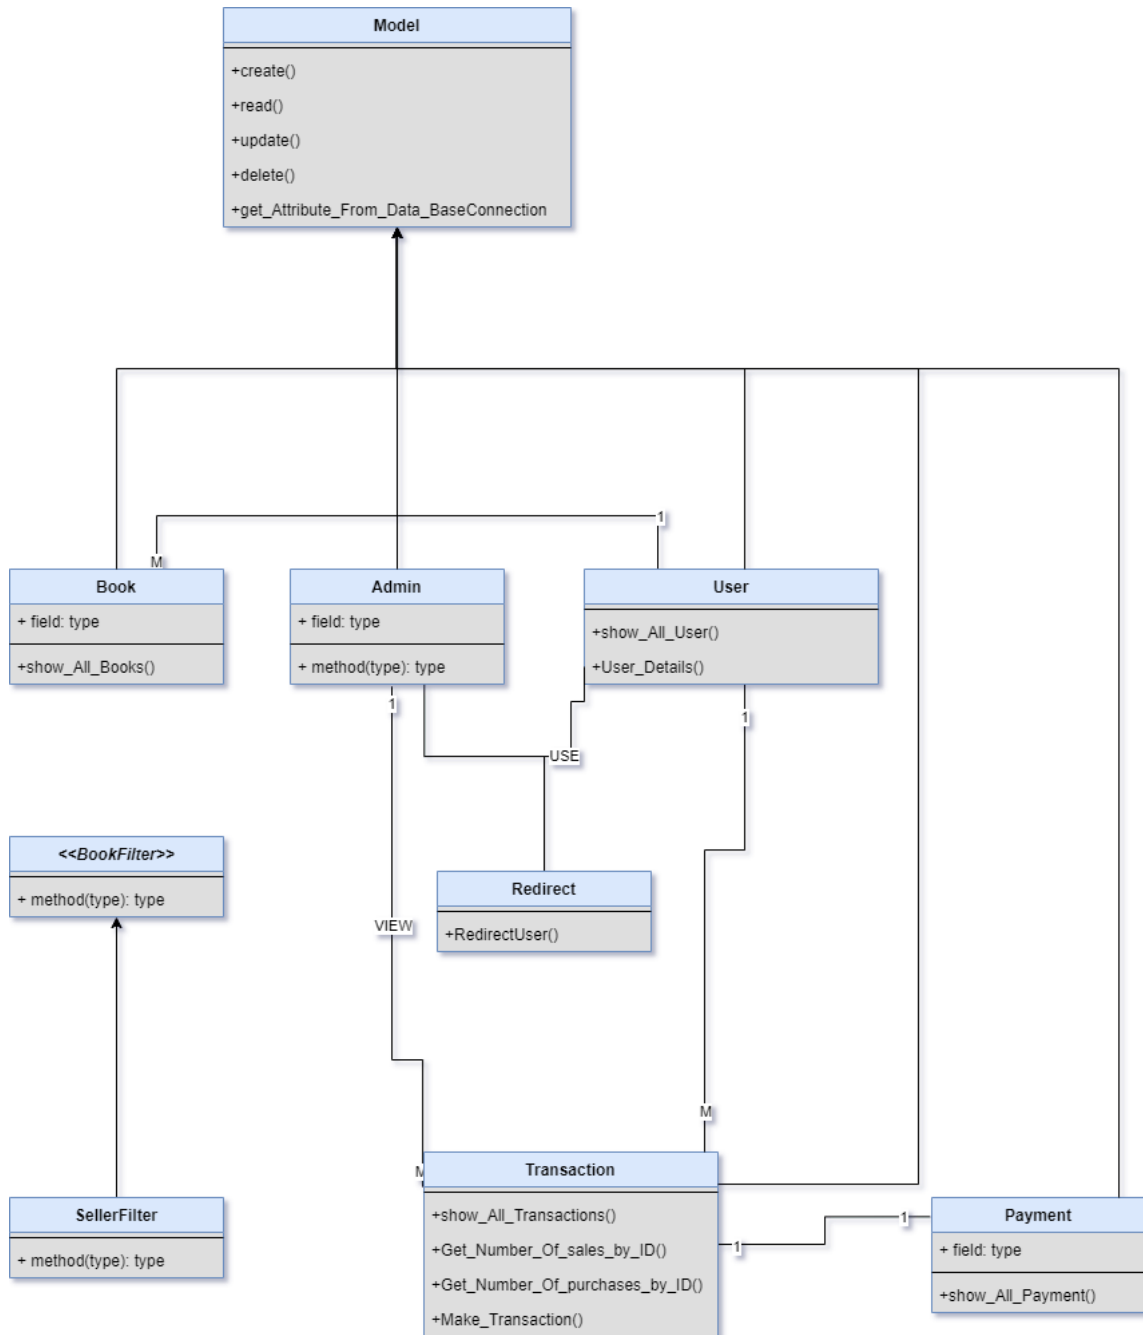 Model
+create()
+read()
+update()
+delete()
+get_Attribute_From_Data_BaseConnection
1
M
Book
+ field: type
+show_All_Books()
Admin
+ field: type
+ method(type): type
User
+show_All_User()
+User_Details()
1
1
USE
<<BookFilter>>
+ method(type): type
Redirect
+RedirectUser()
VIEW
M
M
Transaction
+show_All_Transactions()
+Get_Number_Of_sales_by_ID()
+Get_Number_Of_purchases_by_ID()
+Make_Transaction()
SellerFilter
+ method(type): type
1
1
Payment
+ field: type
+show_All_Payment()